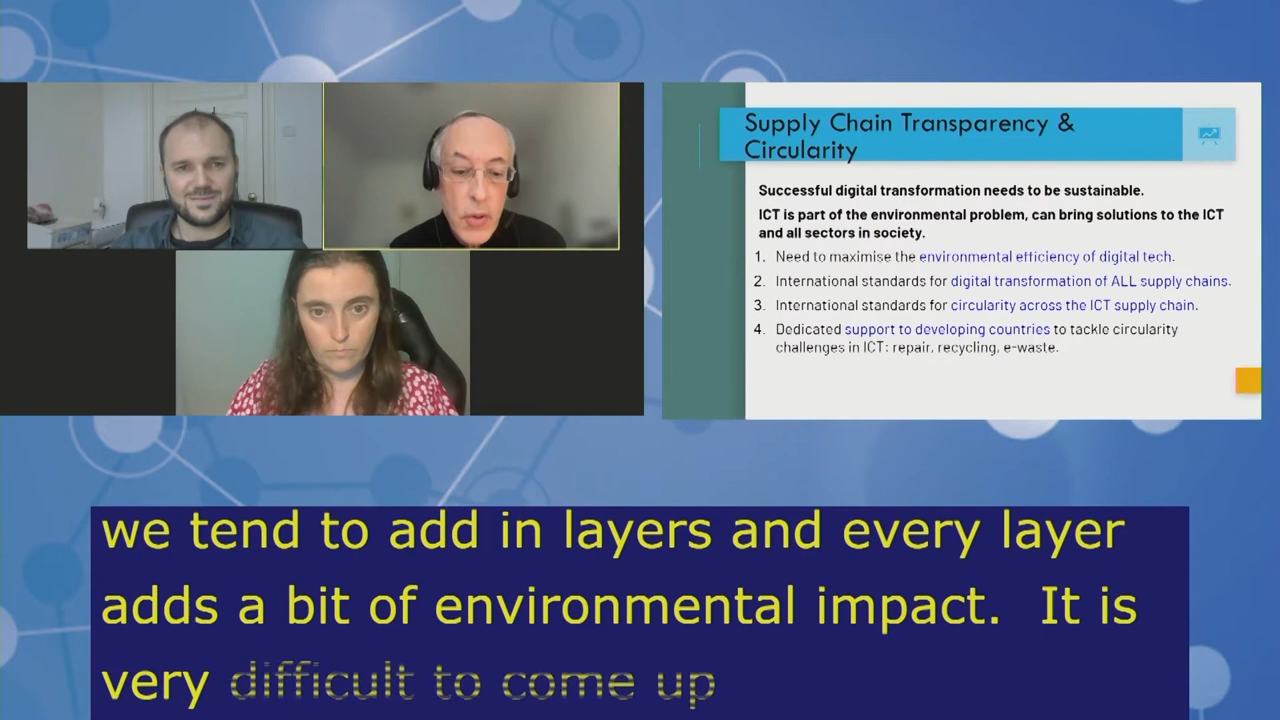 Supply Chain Transparency &
Circularity
Successful digital transformation needs to be sustainable.
ICT is part of the environmental problem, can bring solutions to the ICT
and all sectors in society.
1. Need to maximise the environmental efficiency of digital tech.
2. International standards for digital transformation of ALL supply chains.
3. International standards for circularity across the ICT supply chain.
4. Dedicated support to developing countries to tackle circularity
challenges in ICT: repair, recycling, e-waste.
we tend to add in layers and every layer
adds a bit of environmental impact. It is
very difficult to come up